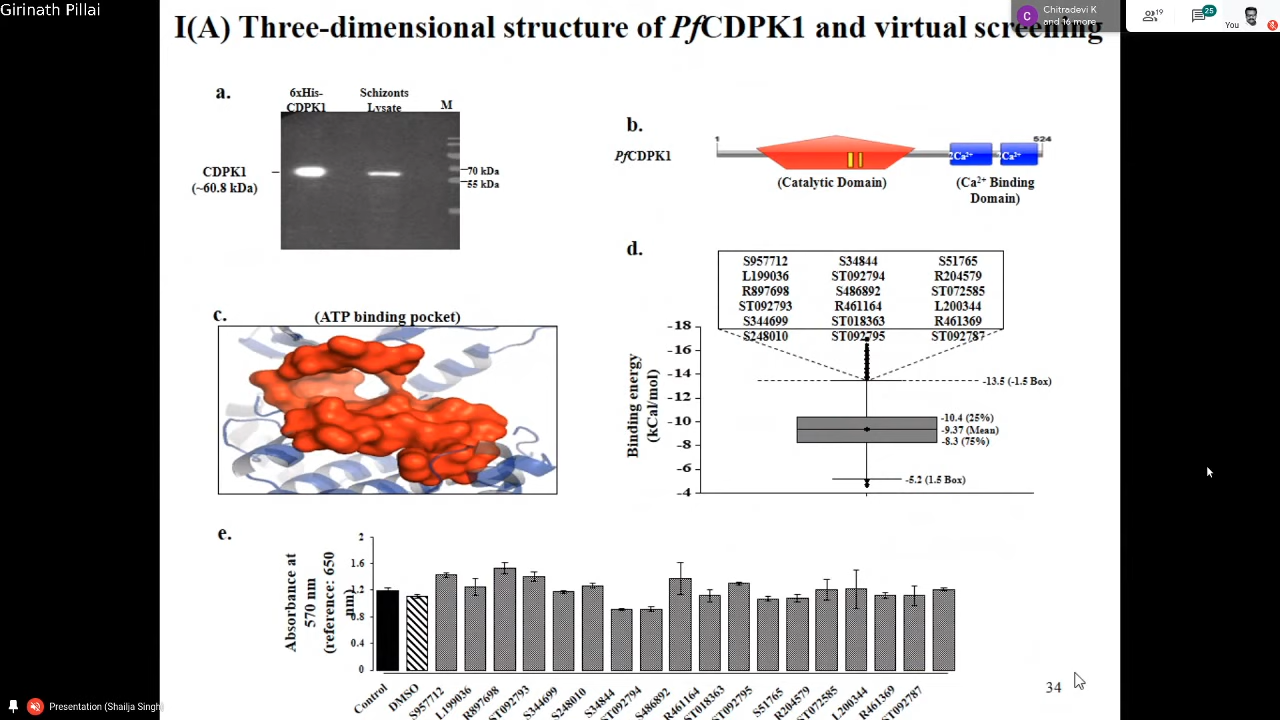 Girinath Pillai
C
Chitradevi K
and 16 more
19
25
You
I(A) Three-dimensional structure of PfCDPK1 and virtual screening
a.
6xHis-
CDPK1
Schizonts
Lysate
M
CDPK1
(~60.8 kDa)
70 kDa
55 kDa
b.
1
524
PfCDPK1
2Ca²⁺
2Ca²⁺
(Catalytic Domain)
(Ca²⁺ Binding
Domain)
c.
(ATP binding pocket)
d.
S957712 S34844 S51765
L199036 ST092794 R204579
R897698 S486892 ST072585
ST092793 R461164 L200344
S344699 ST018363 R461369
S248010 ST092795 ST092787
Binding energy
(kCal/mol)
-18
-16
-14
-12
-10
-8
-6
-4
-13.5 (-1.5 Box)
-10.4 (25%)
-9.37 (Mean)
-8.3 (75%)
-5.2 (1.5 Box)
e.
Absorbance at
570 nm
(reference: 650
nm)
2
1.6
1.2
0.8
0.4
0
Control
DMSO
S957712
L199036
R897698
ST092793
S344699
S248010
S34844
ST092794
S486892
R461164
ST018363
ST092795
S51765
R204579
ST072585
L200344
R461369
ST092787
34
Presentation (Shailja Singh